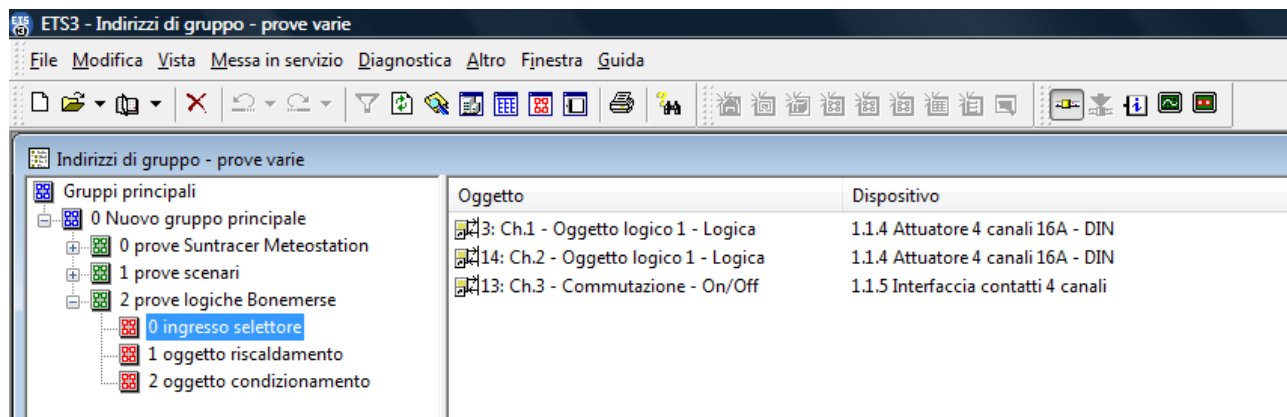 ETS3 - Indirizzi di gruppo - prove varie
File Modifica Vista Messa in servizio Diagnostica Altro Finestra Guida
Indirizzi di gruppo - prove varie
Gruppi principali
0 Nuovo gruppo principale
0 prove Suntracer Meteostation
1 prove scenari
2 prove logiche Bonemerse
0 ingresso selettore
1 oggetto riscaldamento
2 oggetto condizionamento
Oggetto Dispositivo
3: Ch.1 - Oggetto logico 1 - Logica 1.1.4 Attuatore 4 canali 16A - DIN
14: Ch.2 - Oggetto logico 1 - Logica 1.1.4 Attuatore 4 canali 16A - DIN
13: Ch.3 - Commutazione - On/Off 1.1.5 Interfaccia contatti 4 canali